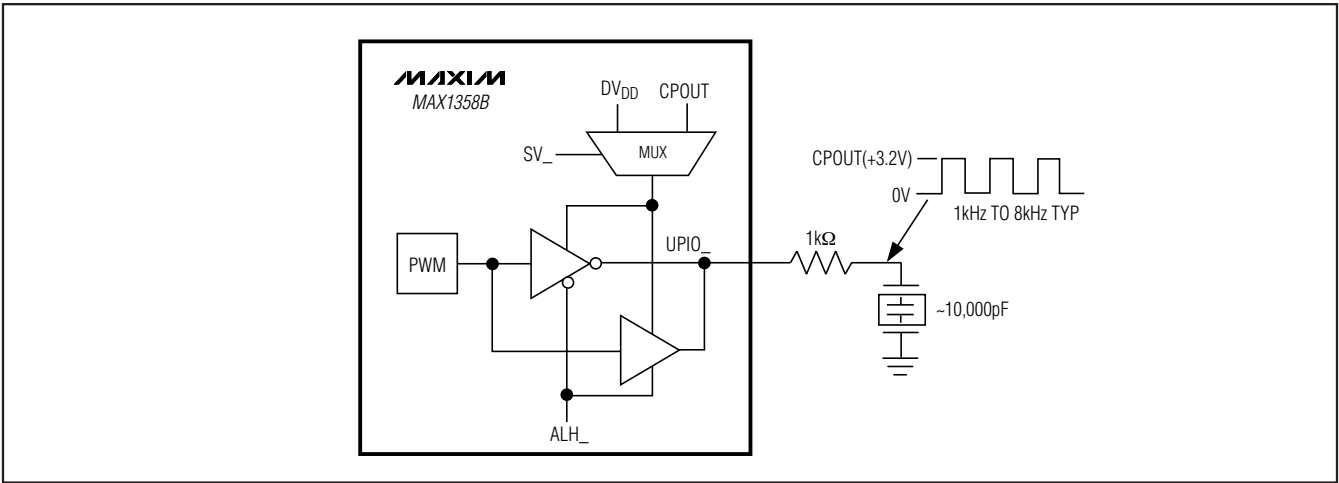 MAXIM
MAX1358B
DVDD
CPOUT
SV_
MUX
PWM
UPIO_
ALH_
1kΩ
CPOUT(+3.2V)
0V
1kHz TO 8kHz TYP
~10,000pF